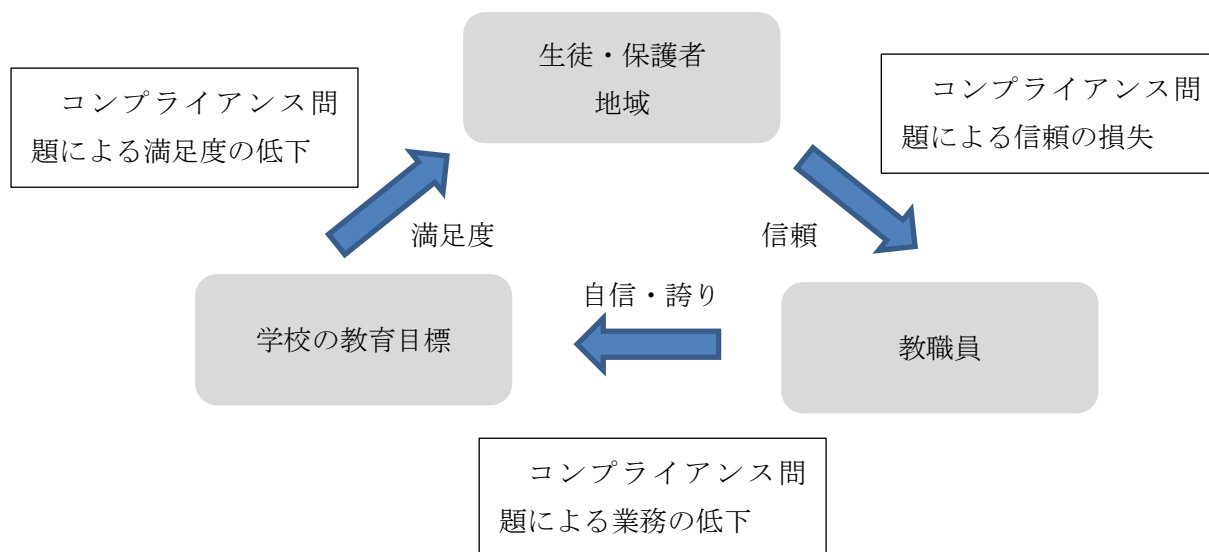 生徒・保護者
地域
コンプライアンス問
題による満足度の低下
コンプライアンス問
題による信頼の損失
満足度
信頼
自信・誇り
学校の教育目標
教職員
コンプライアンス問
題による業務の低下